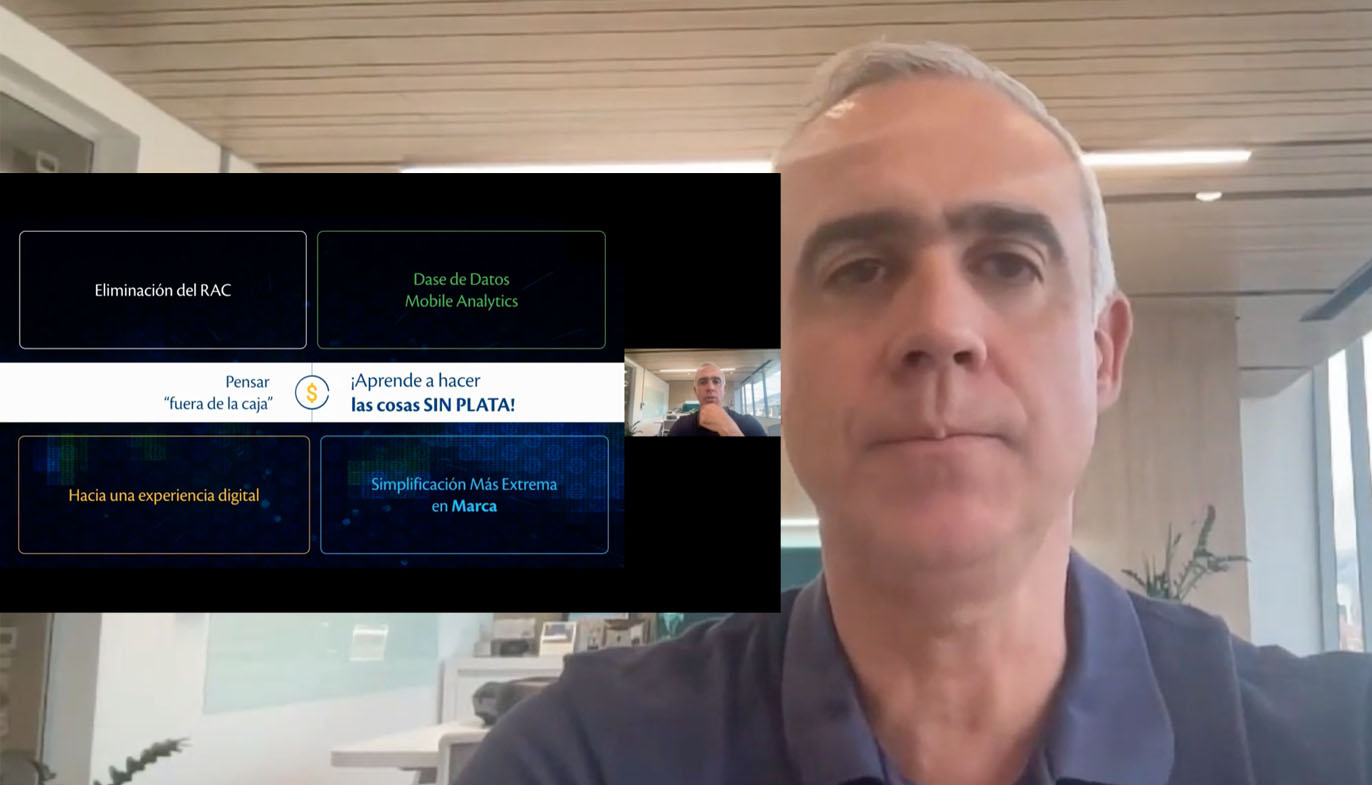 Eliminación del RAC
Dase de Datos
Mobile Analytics
Pensar
“fuera de la caja”
$
¡Aprende a hacer
las cosas SIN PLATA!
Hacia una experiencia digital
Simplificación Más Extrema
en Marca